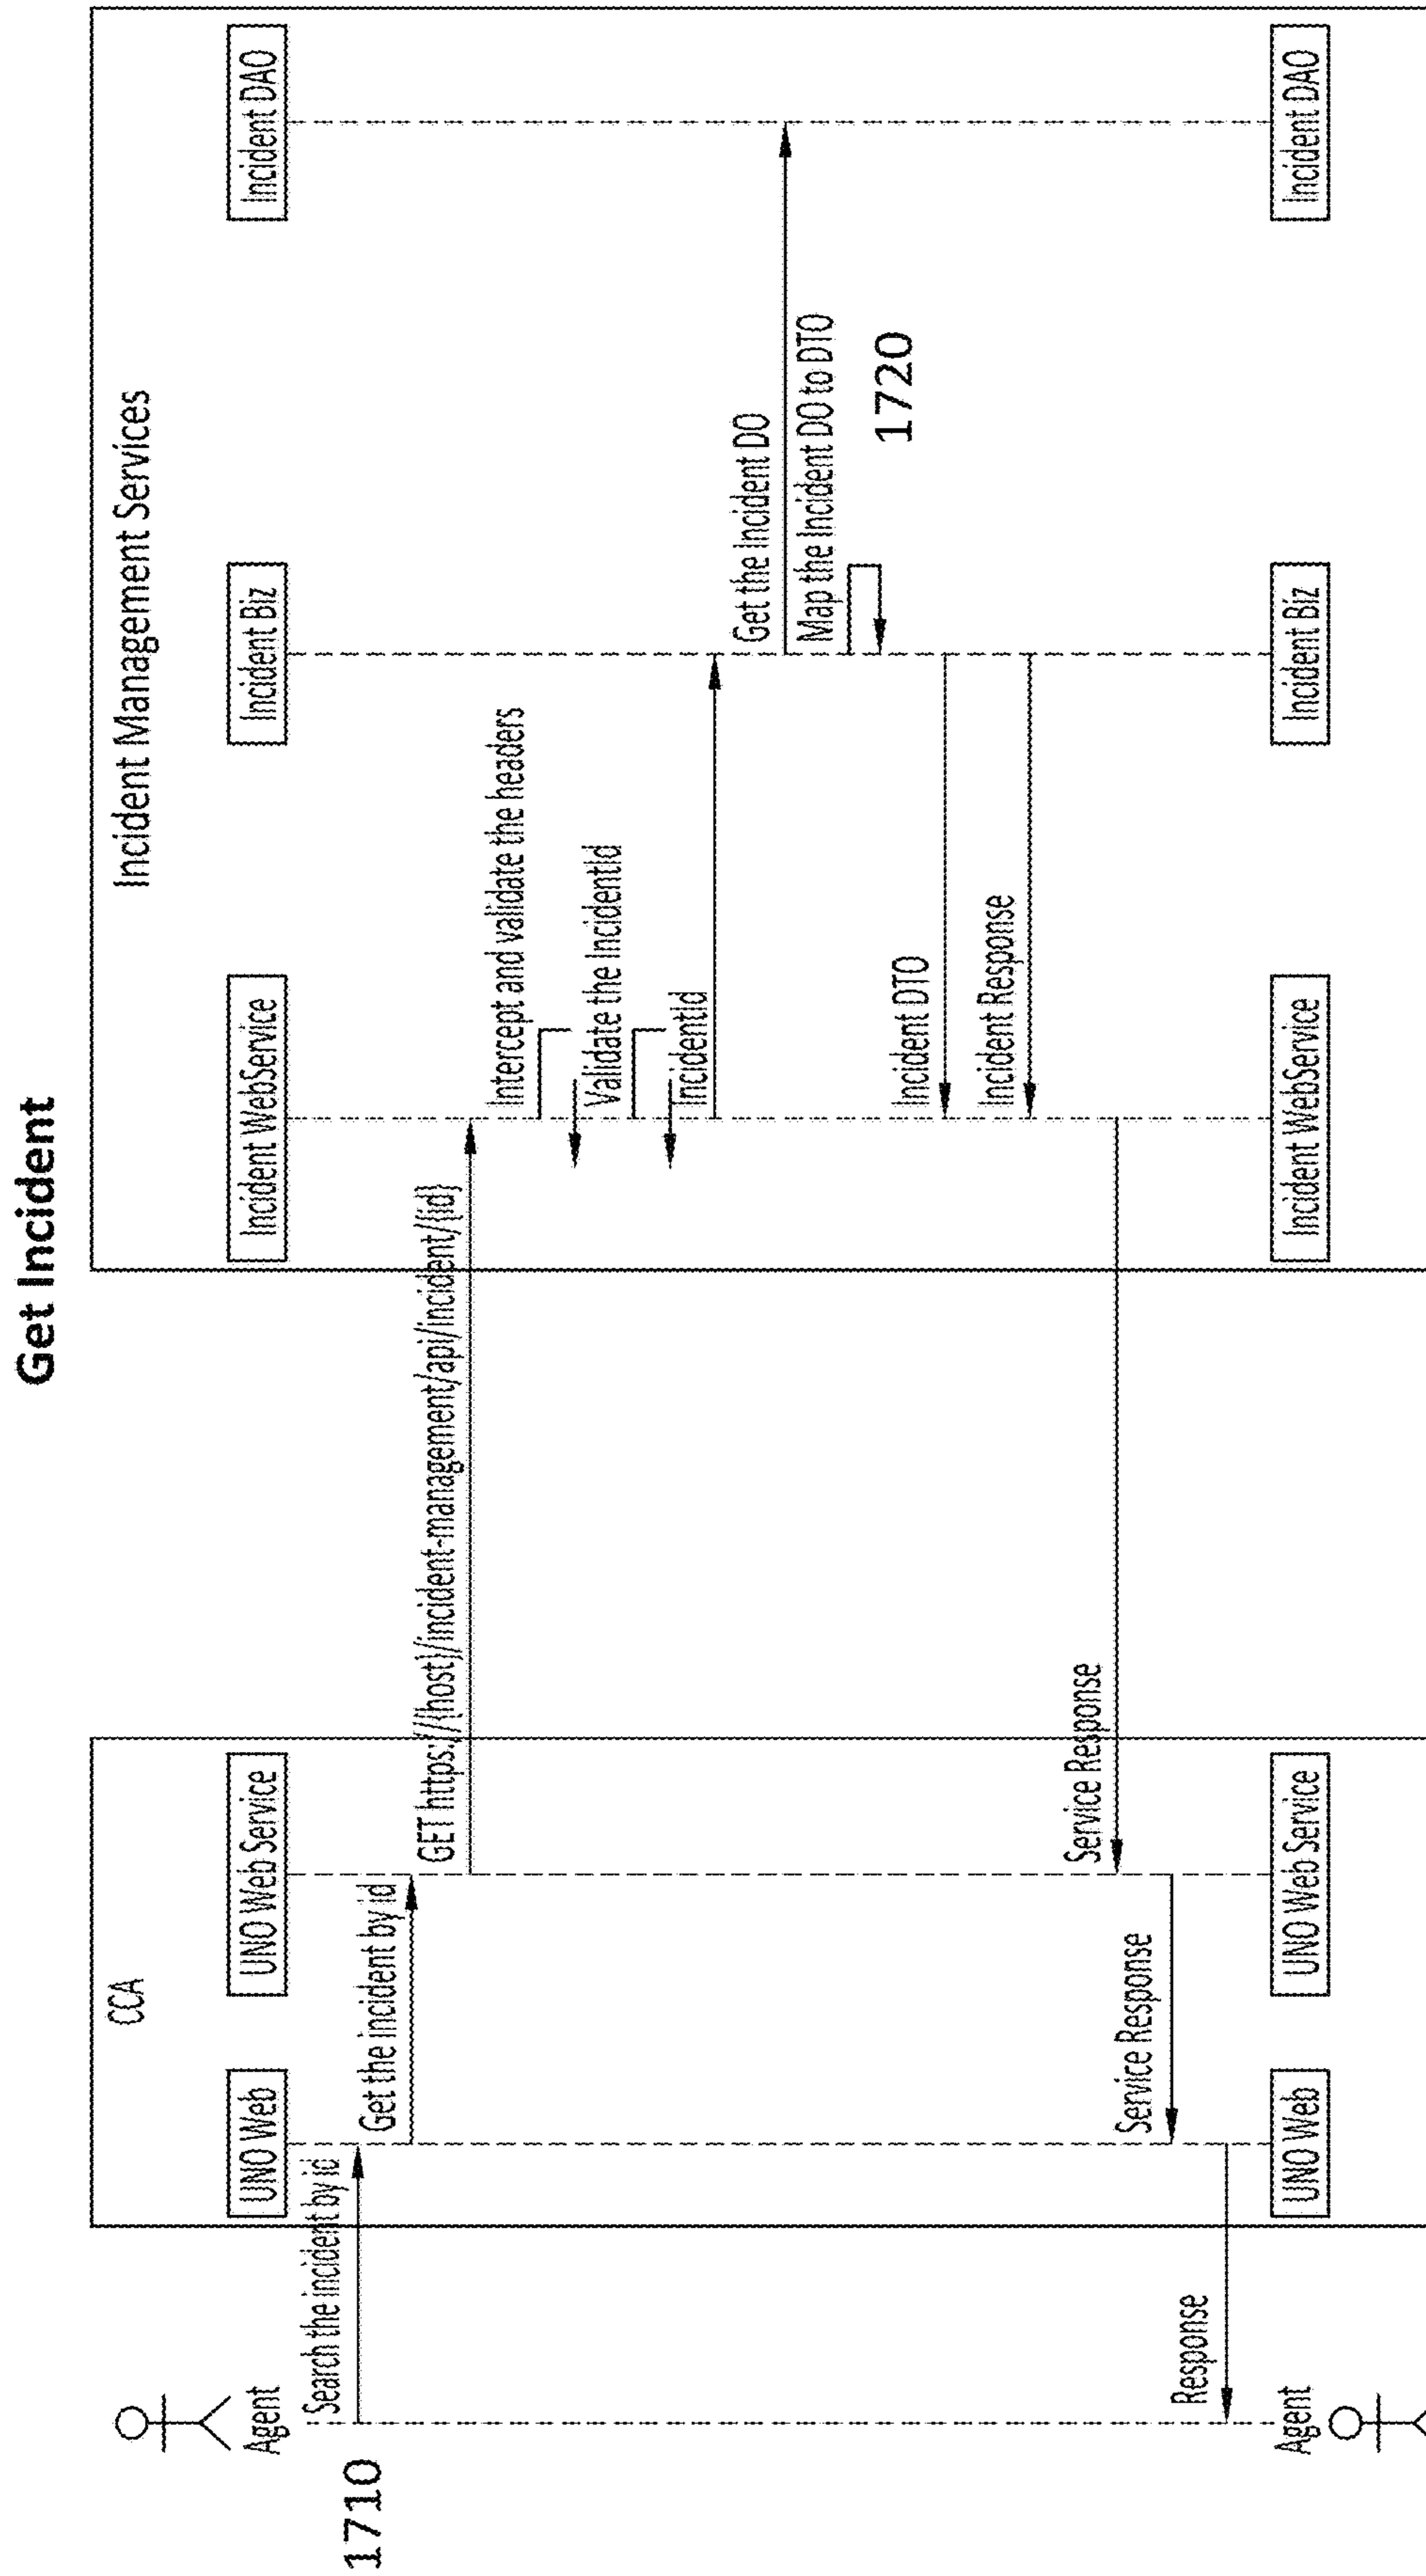 Get Incident
CCA
Incident Management Services
Agent
UNO Web
UNO Web Service
Incident WebService
Incident Biz
Incident DAO
1710
Search the incident by id
Get the incident by id
GET https://{host}/incident-management/api/incident/{id}
Intercept and validate the headers
Validate the IncidentId
IncidentId
Get the Incident DO
Map the Incident DO to DTO
1720
Incident DTO
Incident Response
Service Response
Service Response
Response
Agent
UNO Web
UNO Web Service
Incident WebService
Incident Biz
Incident DAO